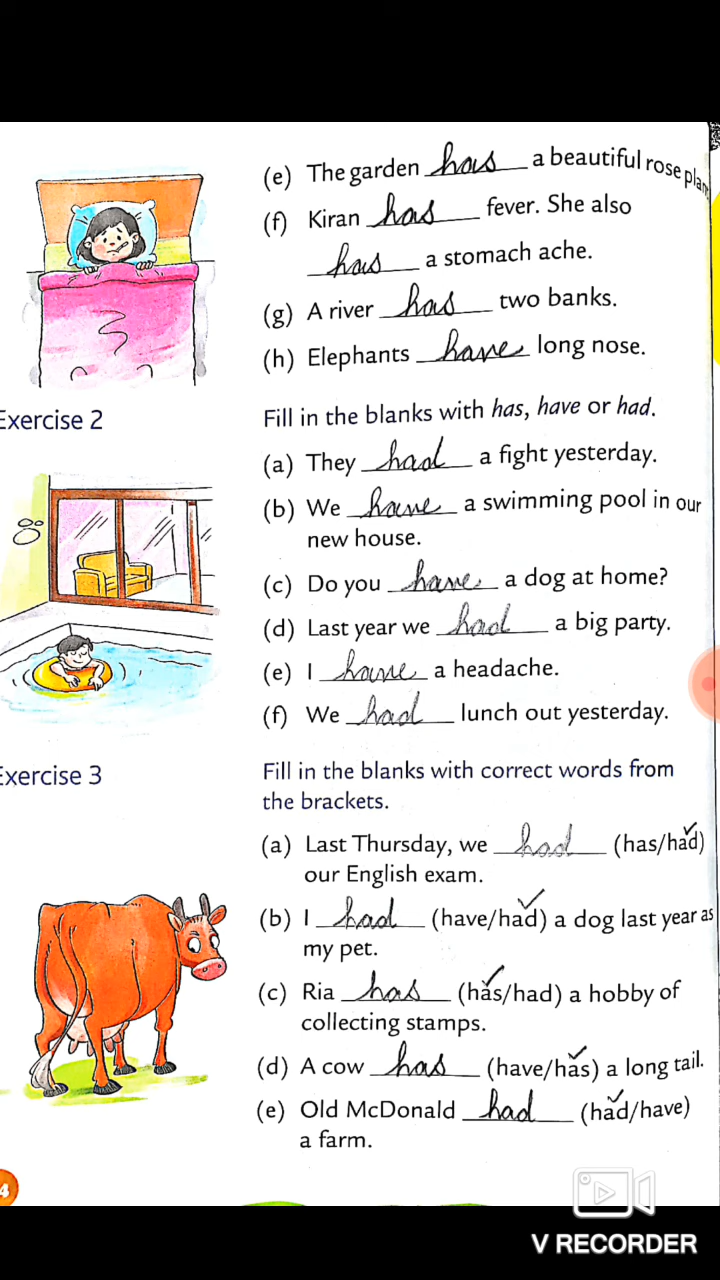 (e) The garden has a beautiful rose plant
(f) Kiran has fever. She also
has a stomach ache.
(g) A river has two banks.
(h) Elephants have long nose.
Exercise 2 Fill in the blanks with has, have or had.
(a) They had a fight yesterday.
(b) We have a swimming pool in our
new house.
(c) Do you have a dog at home?
(d) Last year we had a big party.
(e) I have a headache.
(f) We had lunch out yesterday.
Exercise 3 Fill in the blanks with correct words from
the brackets.
(a) Last Thursday, we had (has/had)
our English exam.
(b) I had (have/had) a dog last year as
my pet.
(c) Ria has (has/had) a hobby of
collecting stamps.
(d) A cow has (have/has) a long tail.
(e) Old McDonald had (had/have)
a farm.
4
V RECORDER